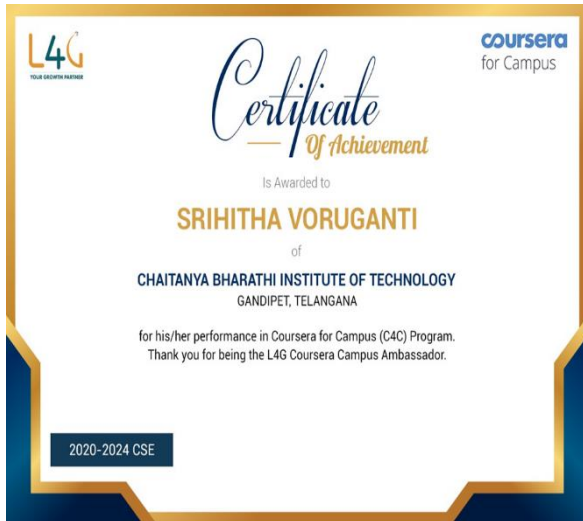 L4G
YOUR GROWTH PARTNER
coursera
for Campus
Certificate
Of Achievement
Is Awarded to
SRIHITHA VORUGANTI
of
CHAITANYA BHARATHI INSTITUTE OF TECHNOLOGY
GANDIPET, TELANGANA
for his/her performance in Coursera for Campus (C4C) Program.
Thank you for being the L4G Coursera Campus Ambassador.
2020-2024 CSE